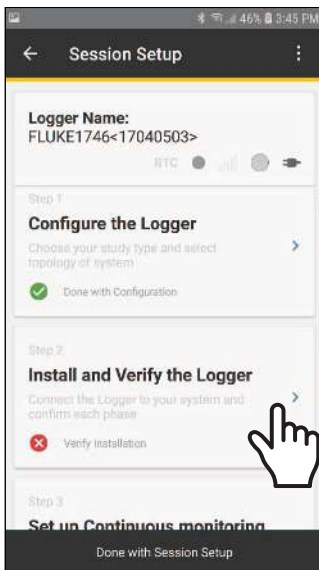 46% 3:45 PM
Session Setup
Logger Name:
FLUKE1746<17040503>
RTC
Step 1
Configure the Logger
Choose your study type and select
topology of system
Done with Configuration
Step 2
Install and Verify the Logger
Connect the Logger to your system and
confirm each phase
Verify Installation
Step 3
Set up Continuous monitoring
Done with Session Setup